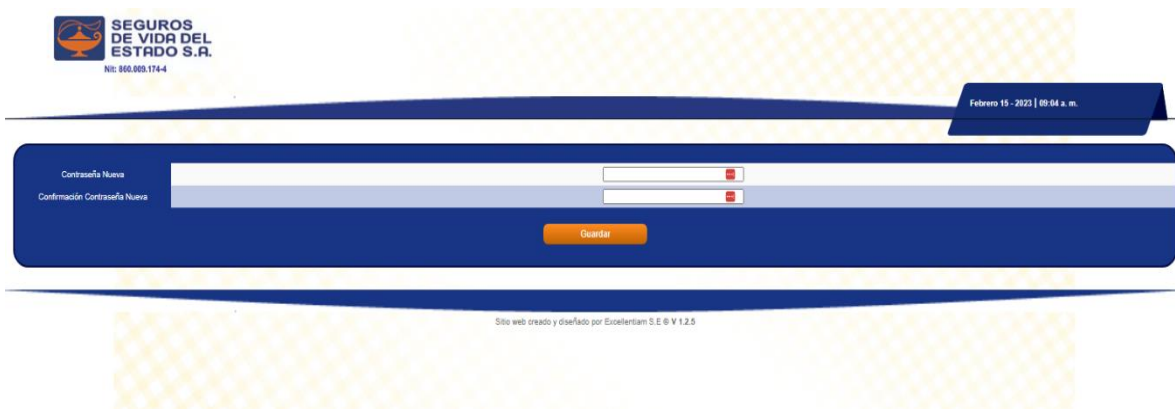 SEGUROS
DE VIDA DEL
ESTADO S.A.
Nit: 860.009.174-4
Febrero 15 - 2023 | 09:04 a. m.
Contraseña Nueva
Confirmación Contraseña Nueva
Guardar
Sitio web creado y diseñado por Excellentiam S.E © V 1.2.5